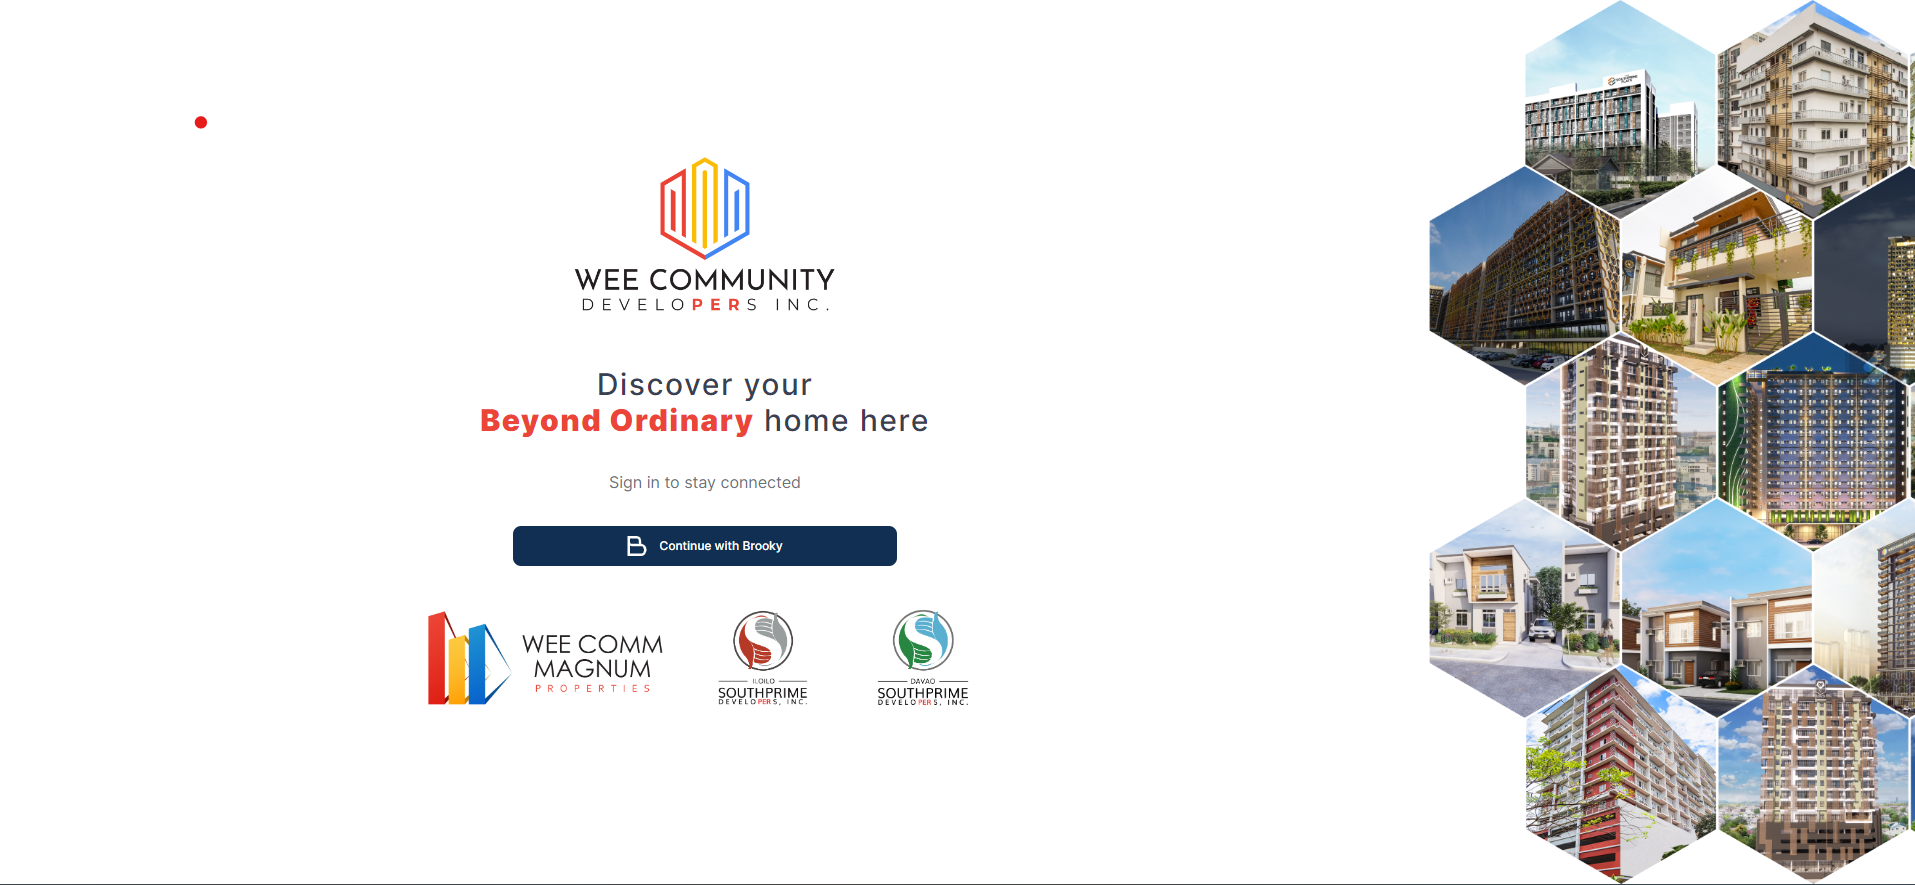 WEE COMMUNITY
DEVELOPERS INC.
Discover your
Beyond Ordinary home here
Sign in to stay connected
Continue with Brooky
WEE COMM
MAGNUM
PROPERTIES
ILOILO
SOUTHPRIME
DEVELOPERS, INC.
DAVAO
SOUTHPRIME
DEVELOPERS, INC.